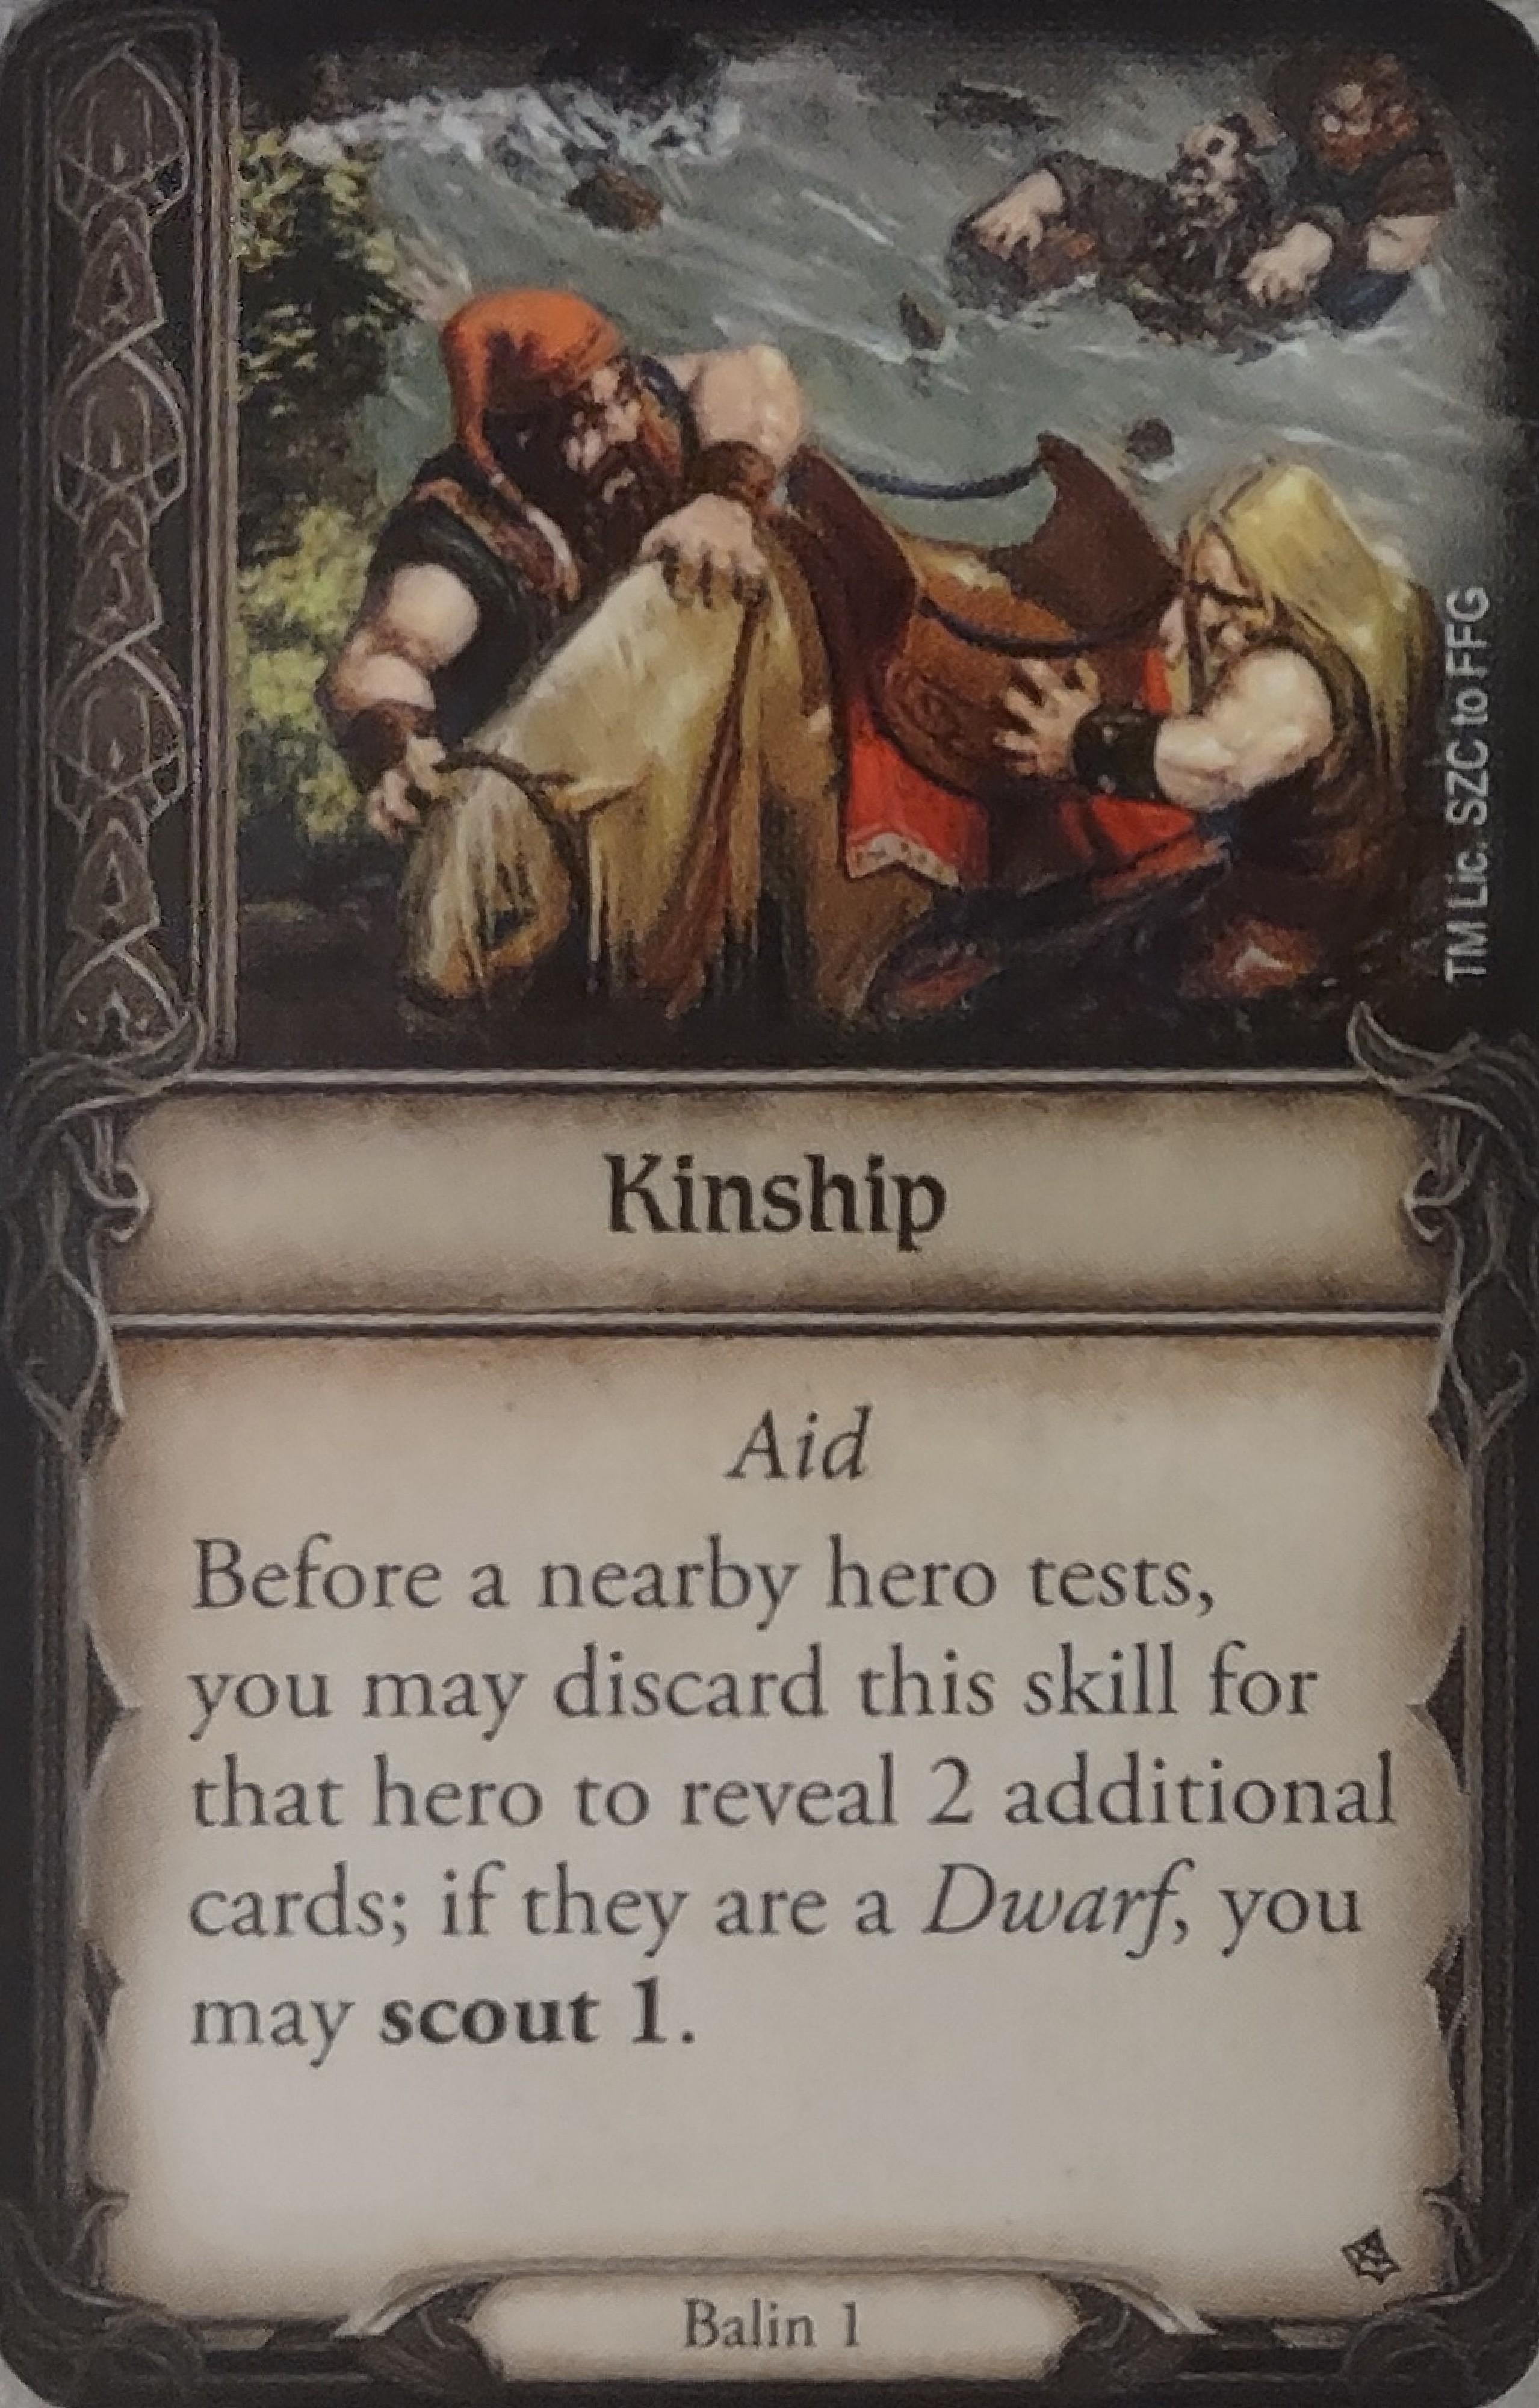 TM Lic. SZC to FFG
Kinship
Aid
Before a nearby hero tests,
you may discard this skill for
that hero to reveal 2 additional
cards; if they are a Dwarf, you
may scout 1.
Balin 1